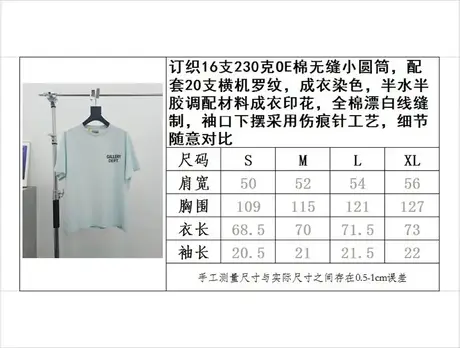 订织16支230克OE棉无缝小圆筒，配
套20支横机罗纹，成衣染色，半水半
胶调配材料成衣印花，全棉漂白线缝
制，袖口下摆采用伤痕针工艺，细节
随意对比
尺码 S M L XL
肩宽 50 52 54 56
胸围 109 115 121 127
衣长 68.5 70 71.5 73
袖长 20.5 21 21.5 22
手工测量尺寸与实际尺寸之间存在0.5-1cm误差
GALLERY
DEPT.